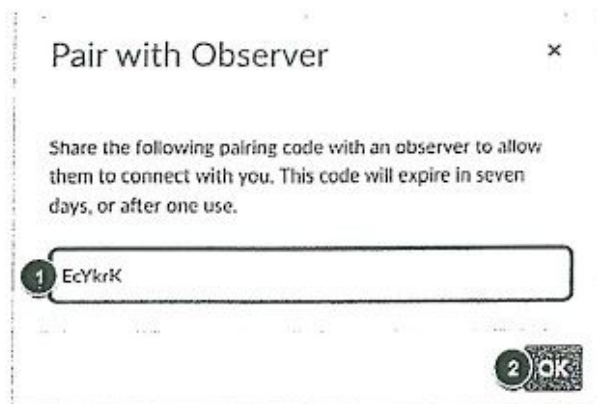 Pair with Observer ×
Share the following pairing code with an observer to allow
them to connect with you. This code will expire in seven
days, or after one use.
1 EcYkrK
2 OK